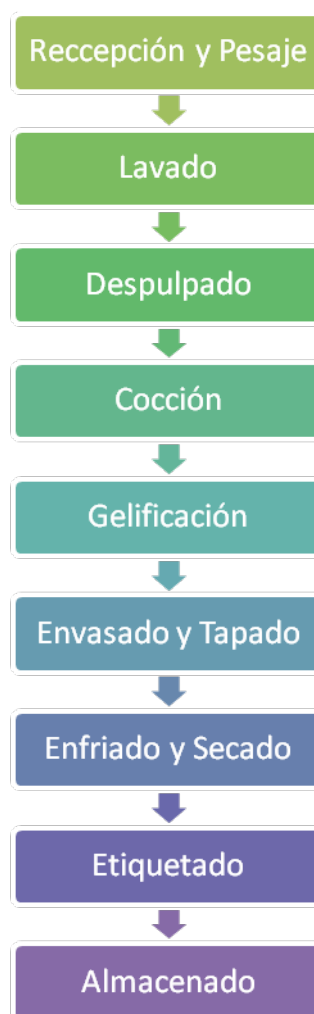 Reccepción y Pesaje
Lavado
Despulpado
Cocción
Gelificación
Envasado y Tapado
Enfriado y Secado
Etiquetado
Almacenado